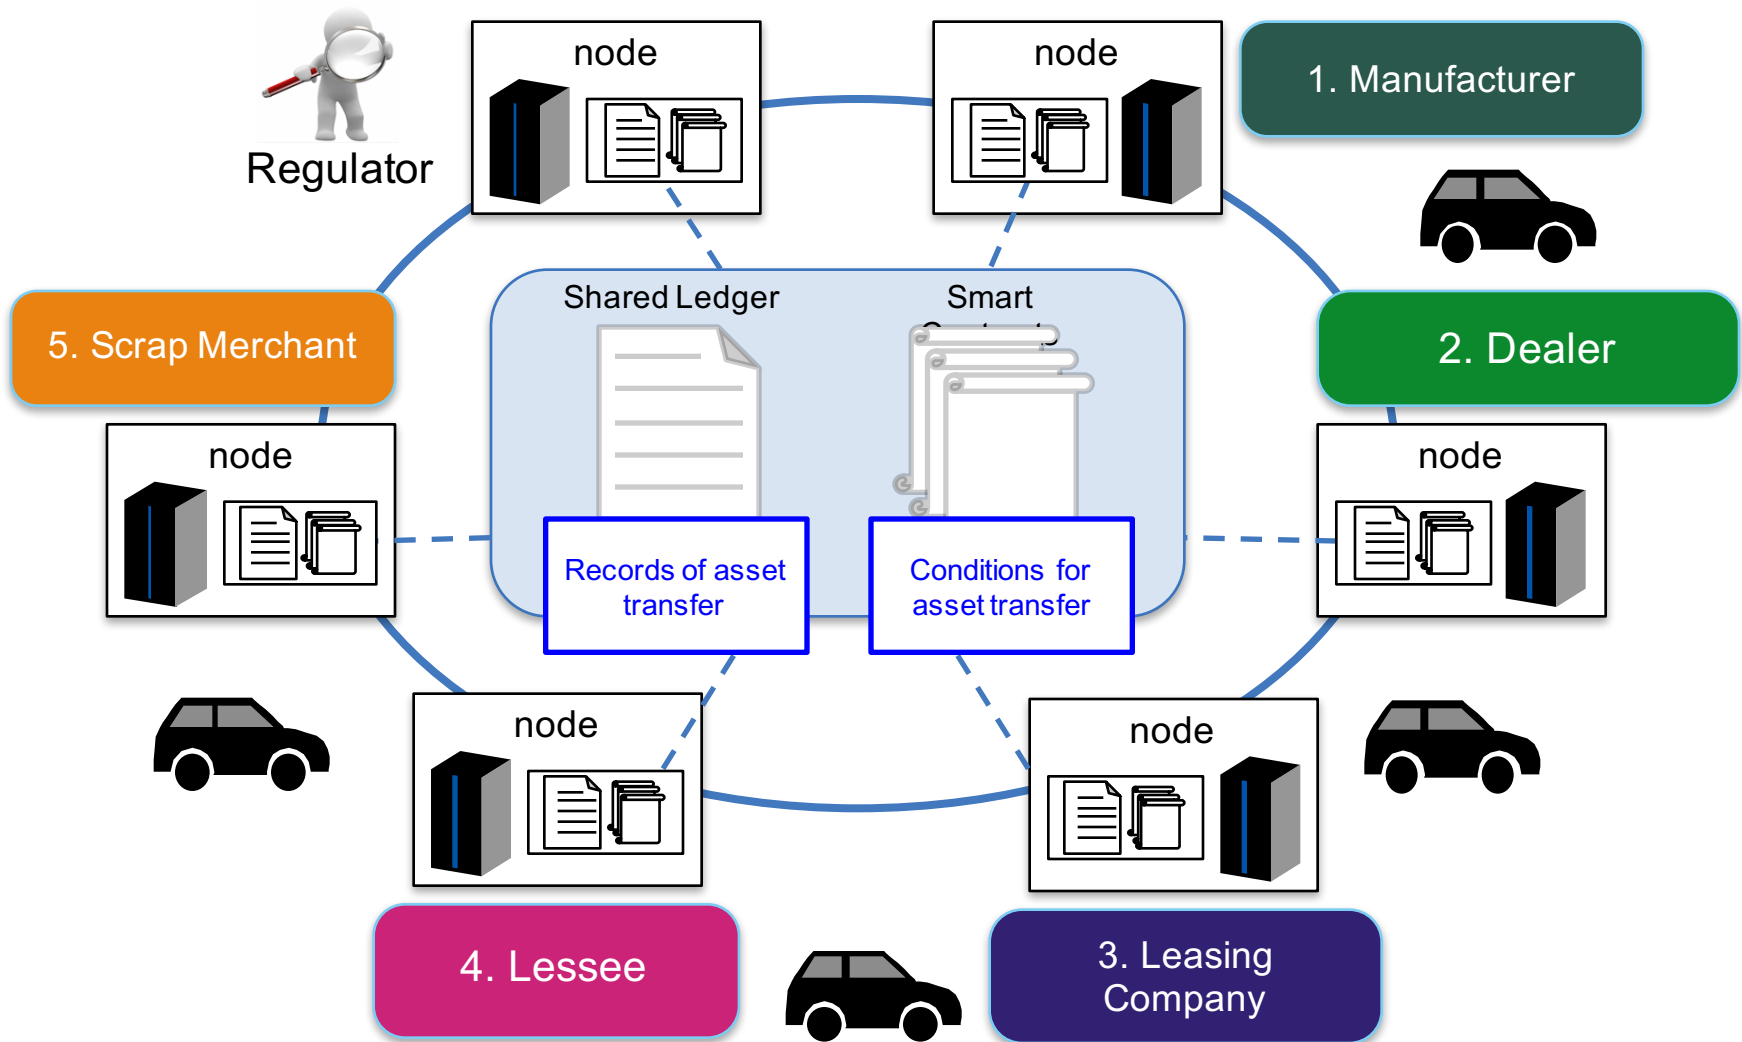 node
node
1. Manufacturer
Regulator
Shared Ledger
Smart
5. Scrap Merchant
2. Dealer
node
node
Records of asset
transfer
Conditions for
asset transfer
node
node
4. Lessee
3. Leasing
Company